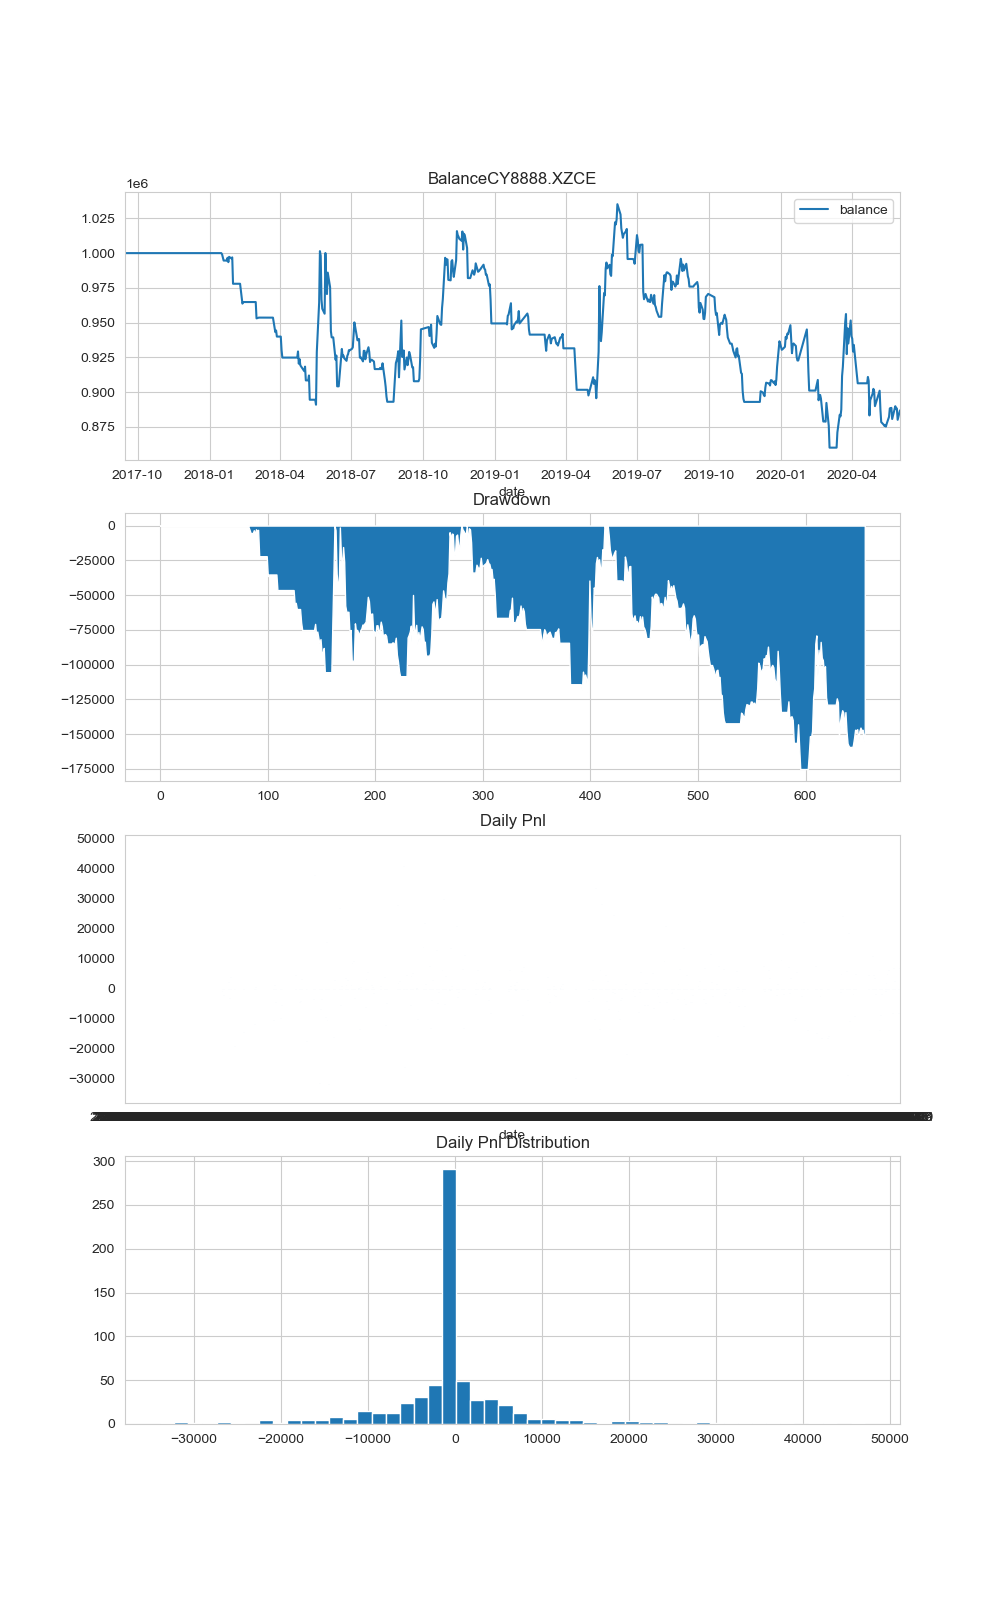 BalanceCY8888.XZCE
1e6
balance
1.025
1.000
0.975
0.950
0.925
0.900
0.875
2017-10 2018-01 2018-04 2018-07 2018-10 2019-01 2019-04 2019-07 2019-10 2020-01 2020-04
date
Drawdown
0
−25000
−50000
−75000
−100000
−125000
−150000
−175000
0 100 200 300 400 500 600
Daily Pnl
50000
40000
30000
20000
10000
0
−10000
−20000
−30000
date
Daily Pnl Distribution
300
250
200
150
100
50
0
−30000 −20000 −10000 0 10000 20000 30000 40000 50000